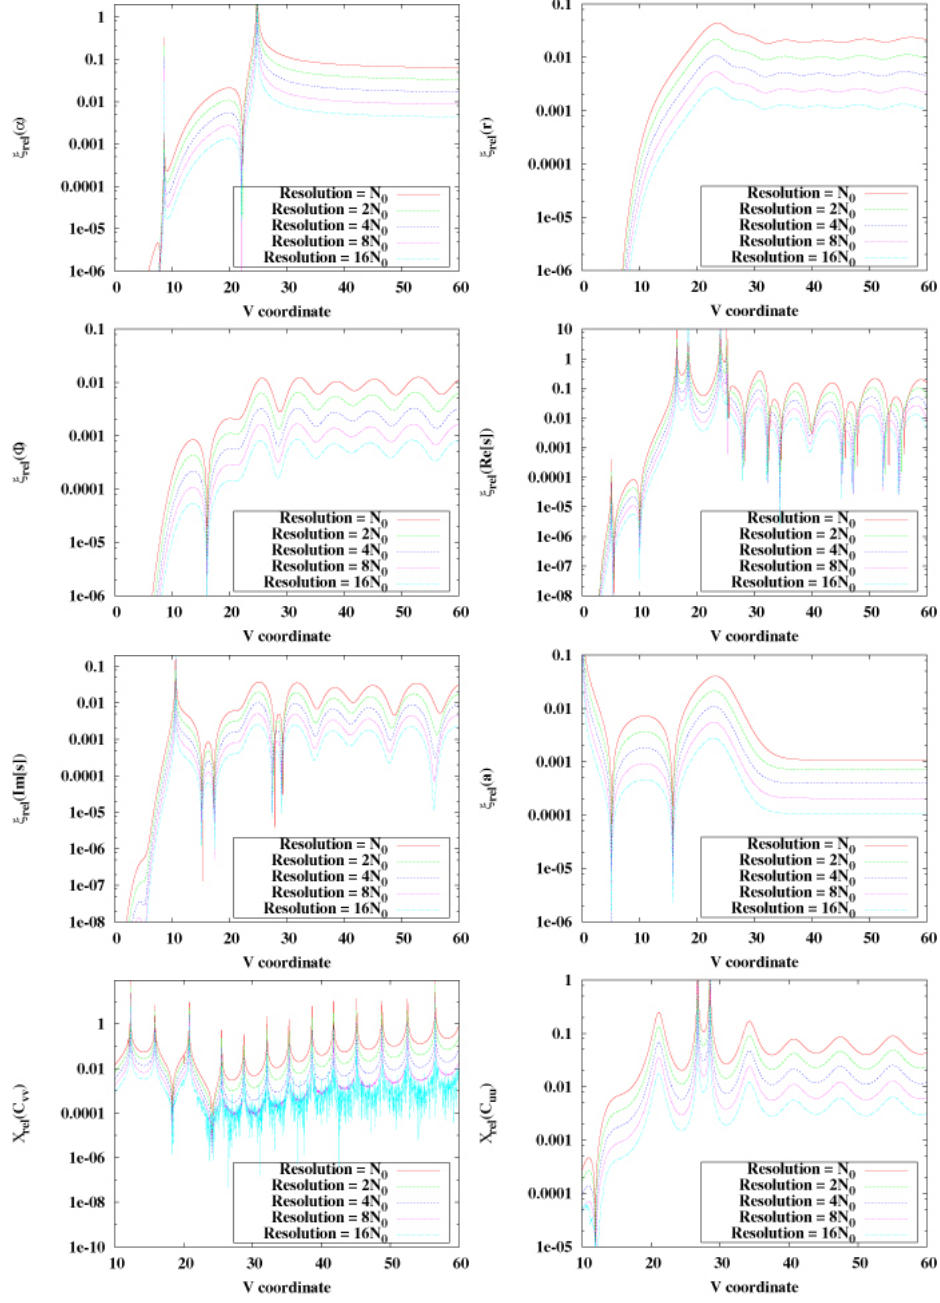 1
0.1
0.01
0.001
0.0001
1e-05
1e-06
ξrel(α)
Resolution = N0
Resolution = 2N0
Resolution = 4N0
Resolution = 8N0
Resolution = 16N0
0 10 20 30 40 50 60
V coordinate
0.1
0.01
0.001
0.0001
1e-05
1e-06
ξrel(r)
Resolution = N0
Resolution = 2N0
Resolution = 4N0
Resolution = 8N0
Resolution = 16N0
0 10 20 30 40 50 60
V coordinate
0.1
0.01
0.001
0.0001
1e-05
1e-06
ξrel(d)
Resolution = N0
Resolution = 2N0
Resolution = 4N0
Resolution = 8N0
Resolution = 16N0
0 10 20 30 40 50 60
V coordinate
10
1
0.1
0.01
0.001
0.0001
1e-05
1e-06
1e-07
1e-08
ξrel(Re[s])
Resolution = N0
Resolution = 2N0
Resolution = 4N0
Resolution = 8N0
Resolution = 16N0
0 10 20 30 40 50 60
V coordinate
0.1
0.01
0.001
0.0001
1e-05
1e-06
1e-07
1e-08
ξrel(Im[s])
Resolution = N0
Resolution = 2N0
Resolution = 4N0
Resolution = 8N0
Resolution = 16N0
0 10 20 30 40 50 60
V coordinate
0.1
0.01
0.001
0.0001
1e-05
1e-06
ξrel(a)
Resolution = N0
Resolution = 2N0
Resolution = 4N0
Resolution = 8N0
Resolution = 16N0
0 10 20 30 40 50 60
V coordinate
1
0.01
0.0001
1e-06
1e-08
1e-10
Χrel(Cvv)
Resolution = N0
Resolution = 2N0
Resolution = 4N0
Resolution = 8N0
Resolution = 16N0
10 20 30 40 50 60
V coordinate
1
0.1
0.01
0.001
0.0001
1e-05
Χrel(Cuu)
Resolution = N0
Resolution = 2N0
Resolution = 4N0
Resolution = 8N0
Resolution = 16N0
10 20 30 40 50 60
V coordinate